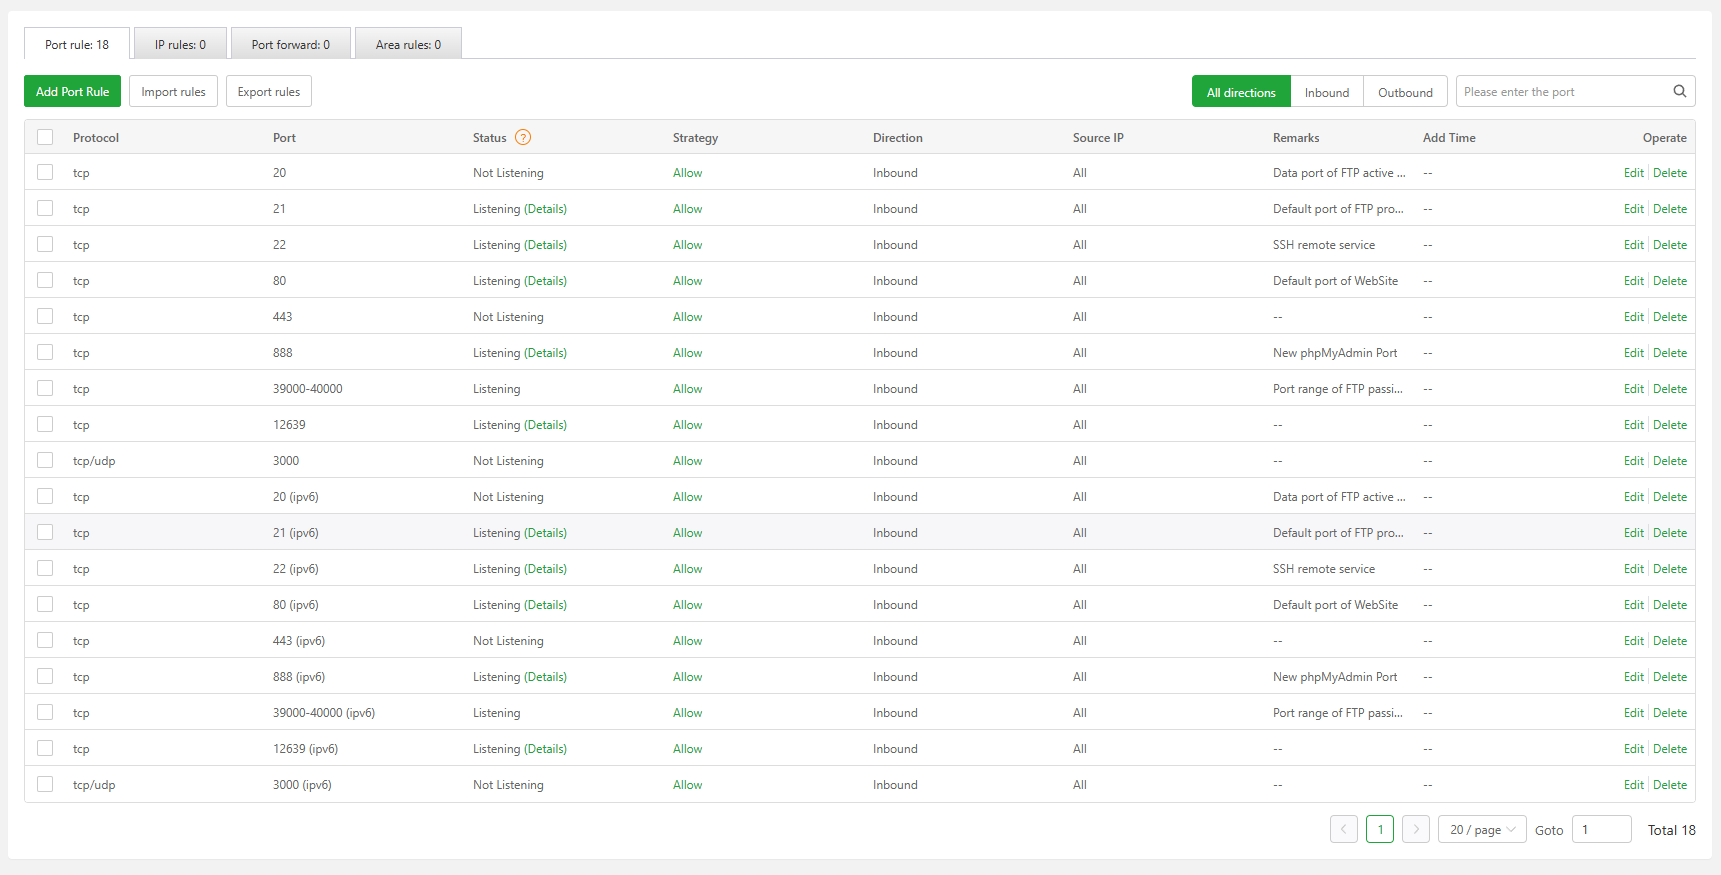 Port rule: 18 IP rules: 0 Port forward: 0 Area rules: 0
Add Port Rule Import rules Export rules All directions Inbound Outbound Please enter the port
Protocol Port Status ? Strategy Direction Source IP Remarks Add Time Operate
tcp 20 Not Listening Allow Inbound All Data port of FTP active ... -- Edit Delete
tcp 21 Listening (Details) Allow Inbound All Default port of FTP pro... -- Edit Delete
tcp 22 Listening (Details) Allow Inbound All SSH remote service -- Edit Delete
tcp 80 Listening (Details) Allow Inbound All Default port of WebSite -- Edit Delete
tcp 443 Not Listening Allow Inbound All -- -- Edit Delete
tcp 888 Listening (Details) Allow Inbound All New phpMyAdmin Port -- Edit Delete
tcp 39000-40000 Listening Allow Inbound All Port range of FTP passi... -- Edit Delete
tcp 12639 Listening (Details) Allow Inbound All -- -- Edit Delete
tcp/udp 3000 Not Listening Allow Inbound All -- -- Edit Delete
tcp 20 (ipv6) Not Listening Allow Inbound All Data port of FTP active ... -- Edit Delete
tcp 21 (ipv6) Listening (Details) Allow Inbound All Default port of FTP pro... -- Edit Delete
tcp 22 (ipv6) Listening (Details) Allow Inbound All SSH remote service -- Edit Delete
tcp 80 (ipv6) Listening (Details) Allow Inbound All Default port of WebSite -- Edit Delete
tcp 443 (ipv6) Not Listening Allow Inbound All -- -- Edit Delete
tcp 888 (ipv6) Listening (Details) Allow Inbound All New phpMyAdmin Port -- Edit Delete
tcp 39000-40000 (ipv6) Listening Allow Inbound All Port range of FTP passi... -- Edit Delete
tcp 12639 (ipv6) Listening (Details) Allow Inbound All -- -- Edit Delete
tcp/udp 3000 (ipv6) Not Listening Allow Inbound All -- -- Edit Delete
1 20 / page Goto 1 Total 18